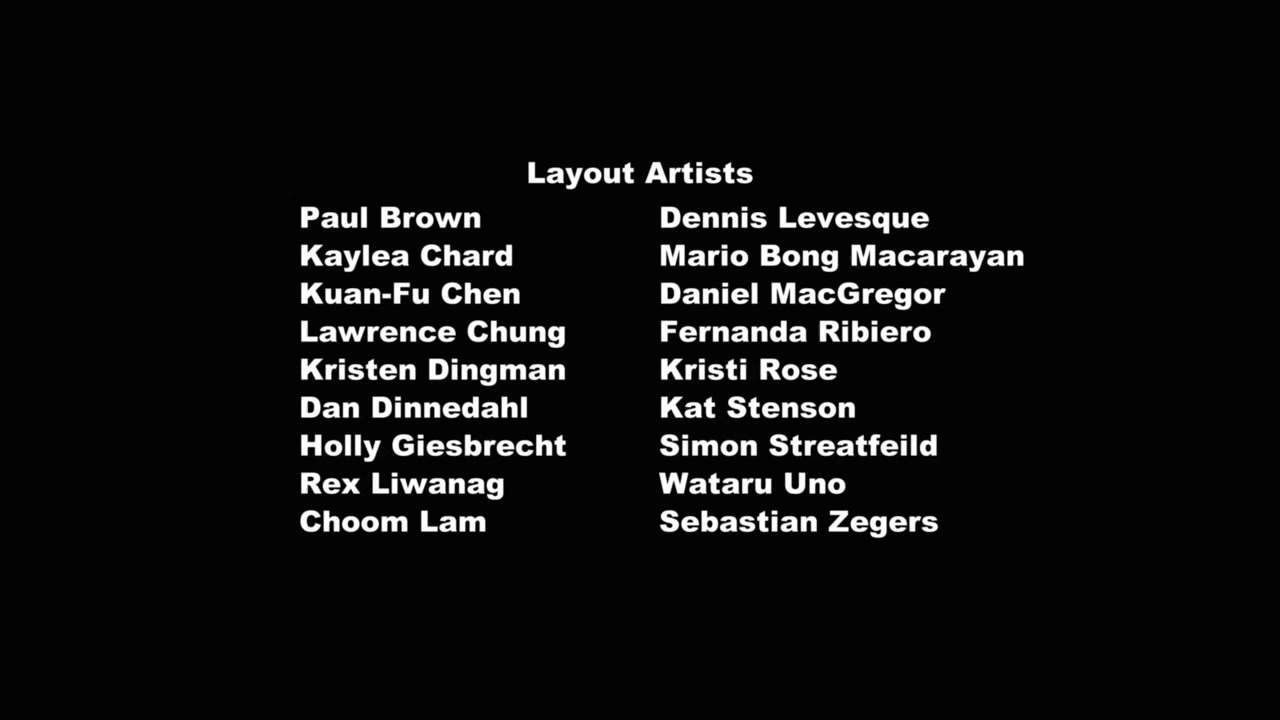 Layout Artists
Paul Brown
Kaylea Chard
Kuan-Fu Chen
Lawrence Chung
Kristen Dingman
Dan Dinnedahl
Holly Giesbrecht
Rex Liwanag
Choom Lam
Dennis Levesque
Mario Bong Macarayan
Daniel MacGregor
Fernanda Ribiero
Kristi Rose
Kat Stenson
Simon Streatfeild
Wataru Uno
Sebastian Zegers